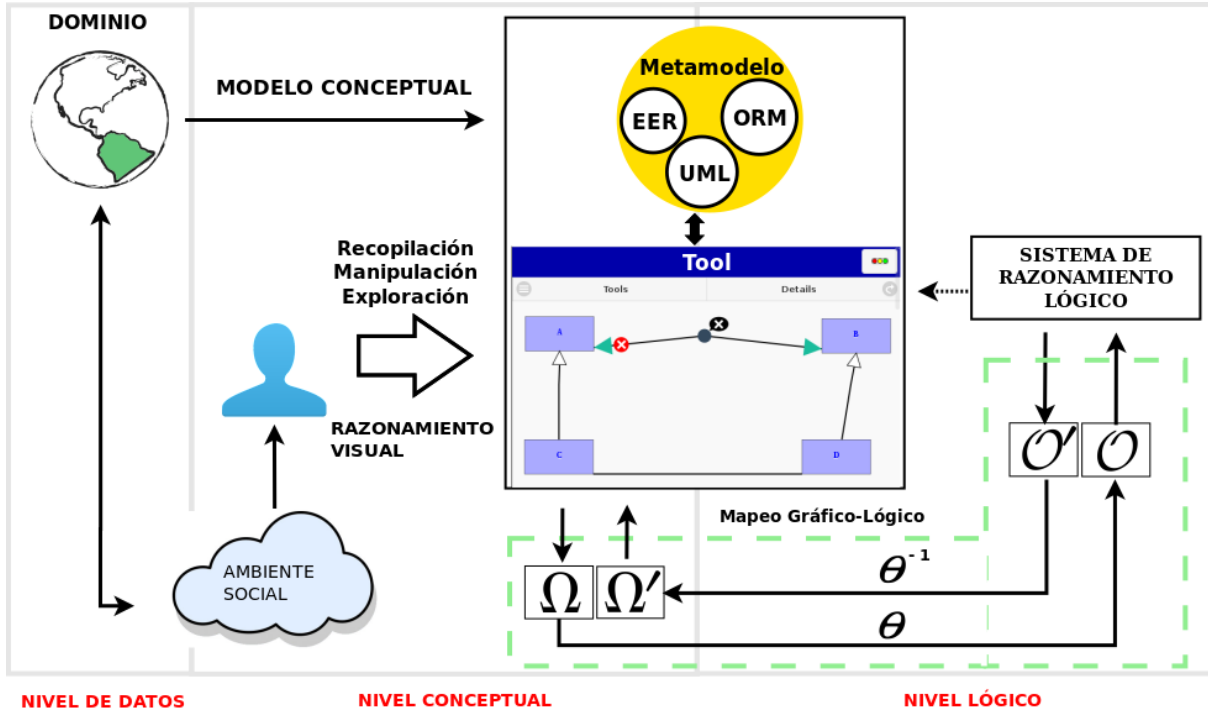 DOMINIO
MODELO CONCEPTUAL
Metamodelo
EER
ORM
UML
Recopilación
Manipulación
Exploración
RAZONAMIENTO
VISUAL
Tool
Tools
Details
A
B
C
D
SISTEMA DE
RAZONAMIENTO
LÓGICO
AMBIENTE
SOCIAL
Mapeo Gráfico-Lógico
O′
O
Ω
Ω′
θ⁻¹
θ
NIVEL DE DATOS
NIVEL CONCEPTUAL
NIVEL LÓGICO